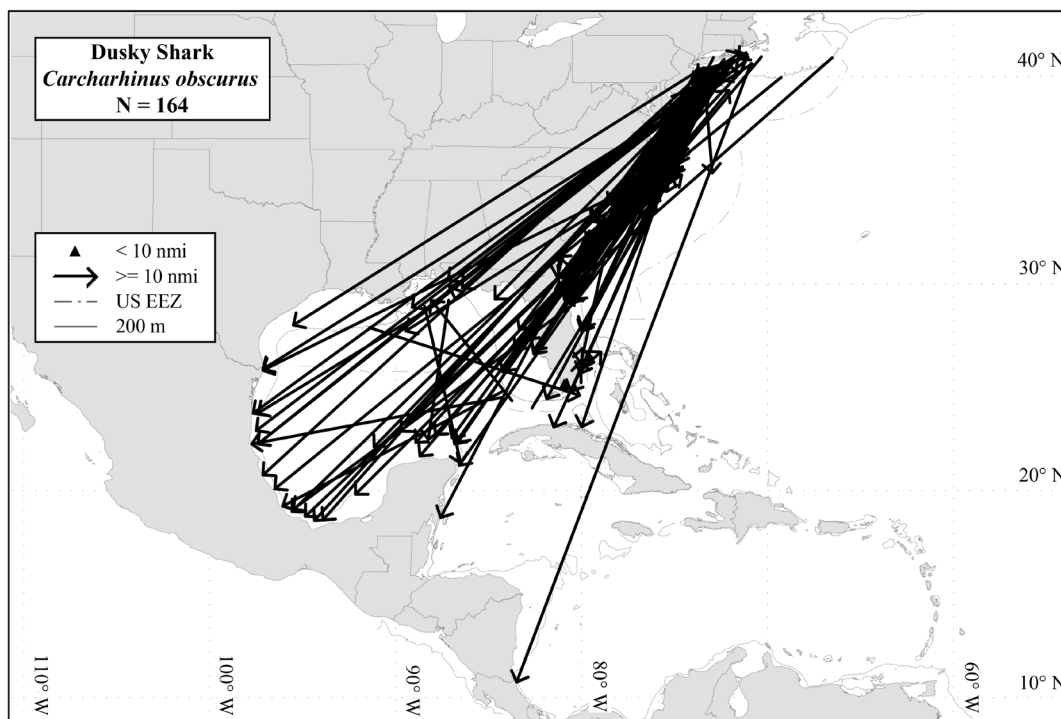 Dusky Shark
Carcharhinus obscurus
N = 164
< 10 nmi
>= 10 nmi
US EEZ
200 m
40° N
30° N
20° N
10° N
110° W
100° W
90° W
80° W
60° W